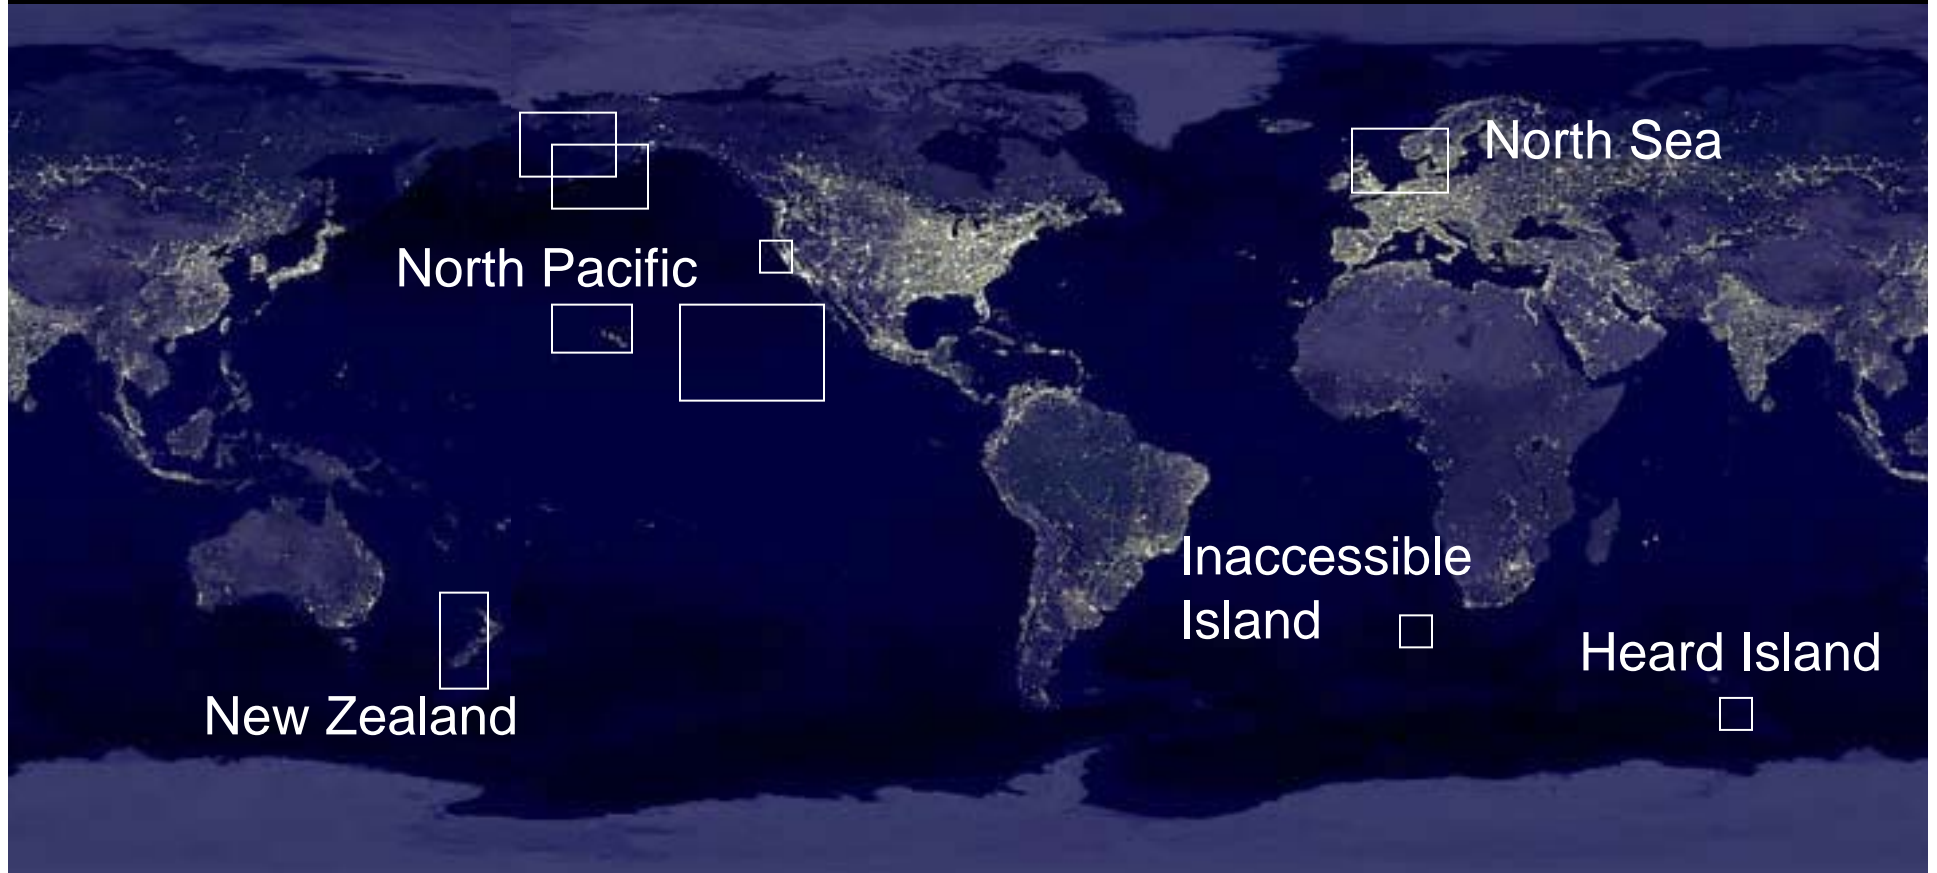 North Sea
North Pacific
Inaccessible
Island
Heard Island
New Zealand